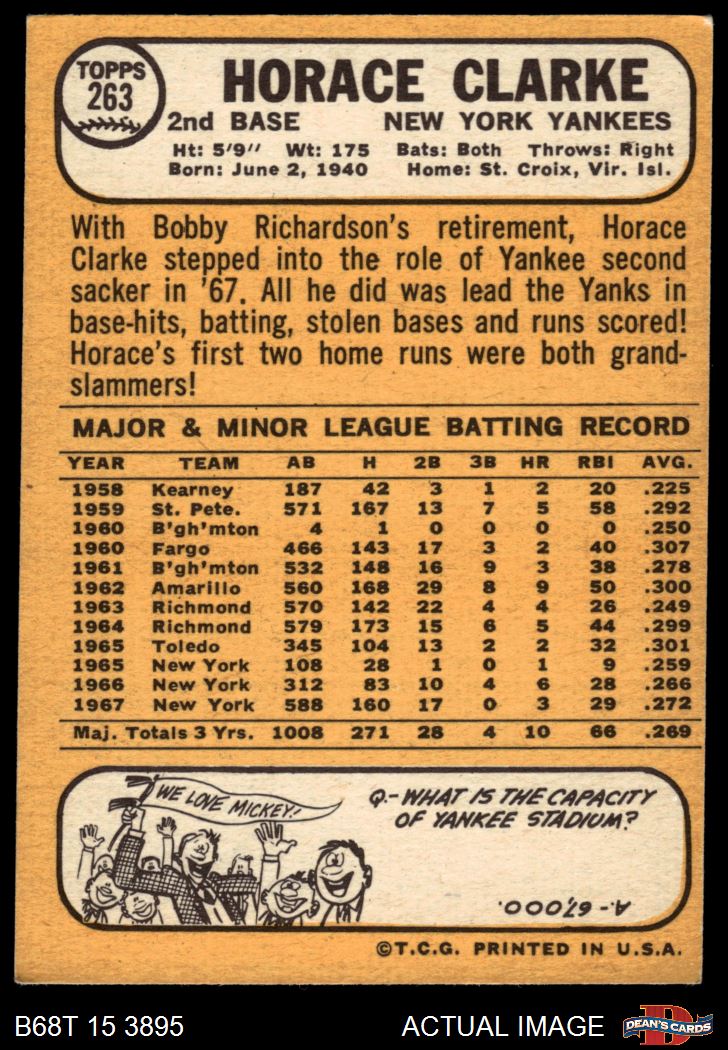 TOPPS
263
HORACE CLARKE
2nd BASE NEW YORK YANKEES
Ht: 5'9" Wt: 175 Bats: Both Throws: Right
Born: June 2, 1940 Home: St. Croix, Vir. Isl.
With Bobby Richardson's retirement, Horace
Clarke stepped into the role of Yankee second
sacker in '67. All he did was lead the Yanks in
base-hits, batting, stolen bases and runs scored!
Horace's first two home runs were both grand-
slammers!
MAJOR & MINOR LEAGUE BATTING RECORD
YEAR TEAM AB H 2B 3B HR RBI AVG.
1958 Kearney 187 42 3 1 2 20 .225
1959 St. Pete. 571 167 13 7 5 58 .292
1960 B'gh'mton 4 1 0 0 0 0 .250
1960 Fargo 466 143 17 3 2 40 .307
1961 B'gh'mton 532 148 16 9 3 38 .278
1962 Amarillo 560 168 29 8 9 50 .300
1963 Richmond 570 142 22 4 4 26 .249
1964 Richmond 579 173 15 6 5 44 .299
1965 Toledo 345 104 13 2 2 32 .301
1965 New York 108 28 1 0 1 9 .259
1966 New York 312 83 10 4 6 28 .266
1967 New York 588 160 17 0 3 29 .272
Maj. Totals 3 Yrs. 1008 271 28 4 10 66 .269
WE LOVE MICKEY!
Q.-WHAT IS THE CAPACITY
OF YANKEE STADIUM?
A.-67,000.
©T.C.G. PRINTED IN U.S.A.
B68T 15 3895 ACTUAL IMAGE
D
DEAN'S CARDS